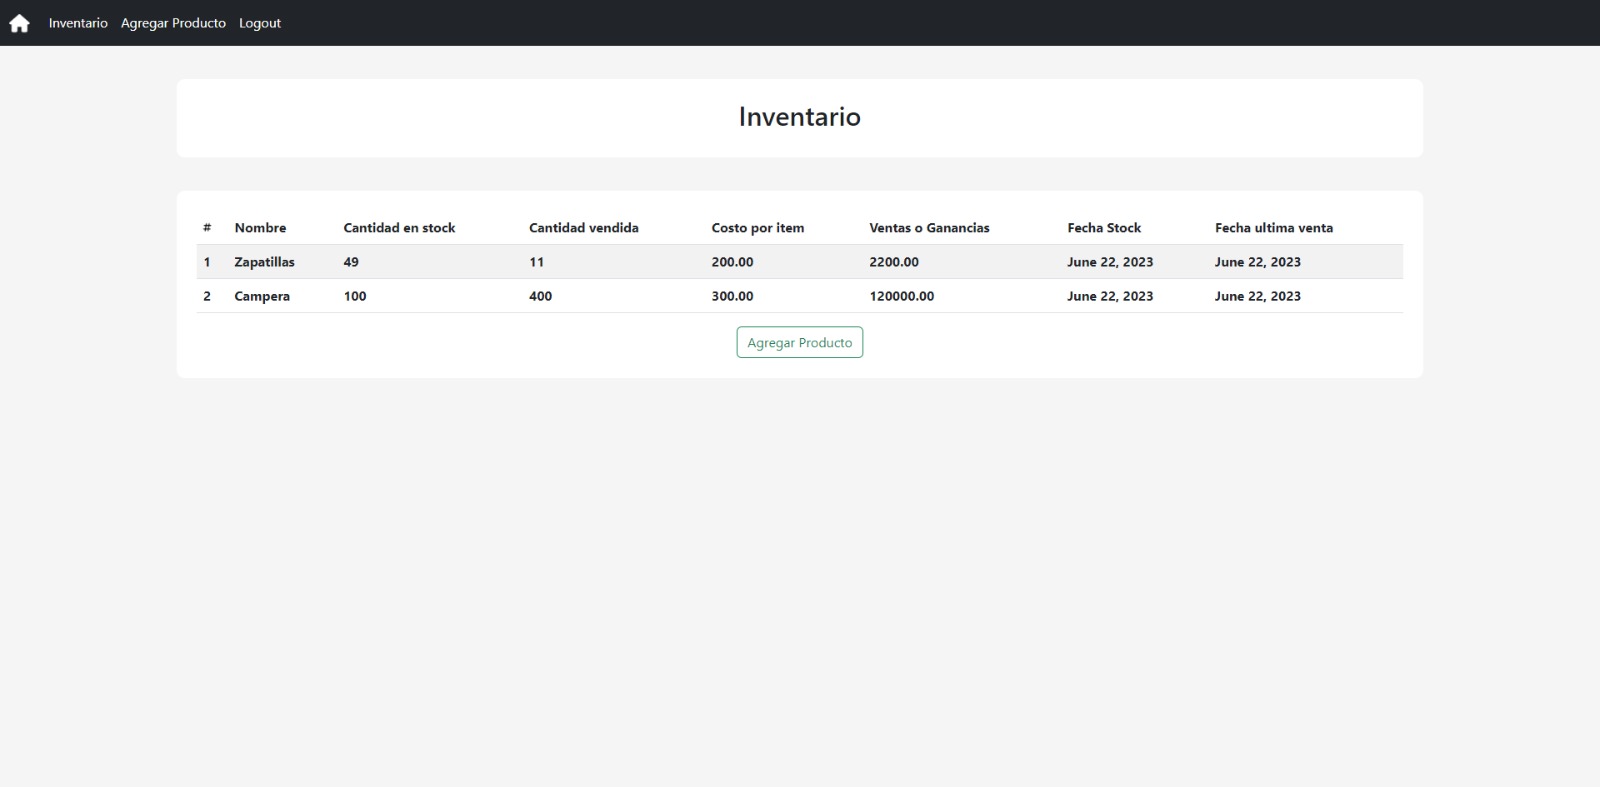 Inventario Agregar Producto Logout
Inventario
# Nombre Cantidad en stock Cantidad vendida Costo por item Ventas o Ganancias Fecha Stock Fecha ultima venta
1 Zapatillas 49 11 200.00 2200.00 June 22, 2023 June 22, 2023
2 Campera 100 400 300.00 120000.00 June 22, 2023 June 22, 2023
Agregar Producto